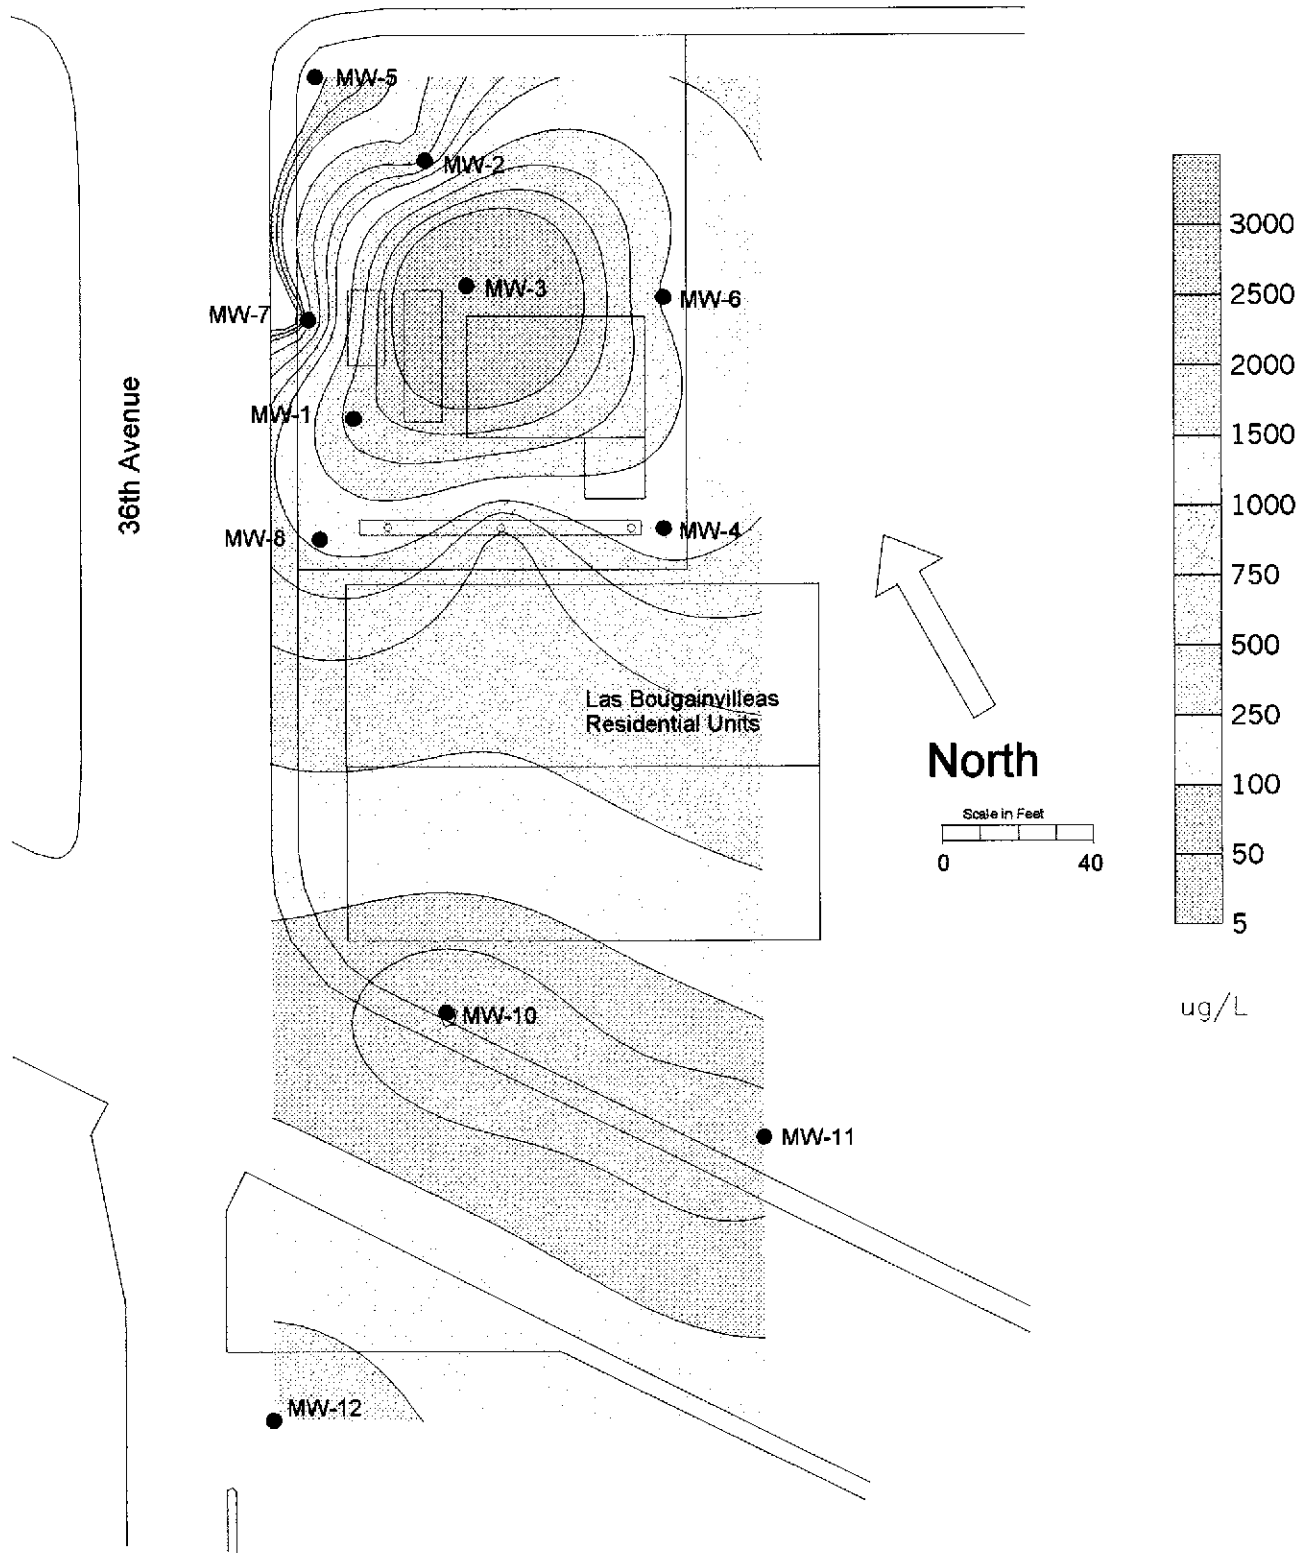 MW-5
MW-2
3000
MW-3
MW-6
2500
MW-7
2000
MW-1
1500
36th Avenue
1000
MW-8
MW-4
750
500
Las Bougainvilleas
Residential Units
250
North
100
Scale in Feet
0 40
50
5
MW-10
ug/L
MW-11
MW-12